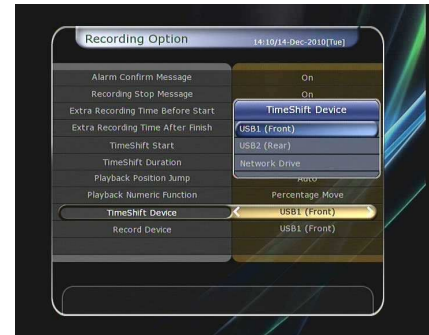 Recording Option
14:10/14-Dec-2010[Tue]
Alarm Confirm Message On
Recording Stop Message On
Extra Recording Time Before Start
Extra Recording Time After Finish
TimeShift Start
TimeShift Duration
Playback Position Jump Auto
Playback Numeric Function Percentage Move
TimeShift Device USB1 (Front)
Record Device USB1 (Front)
TimeShift Device
USB1 (Front)
USB2 (Rear)
Network Drive